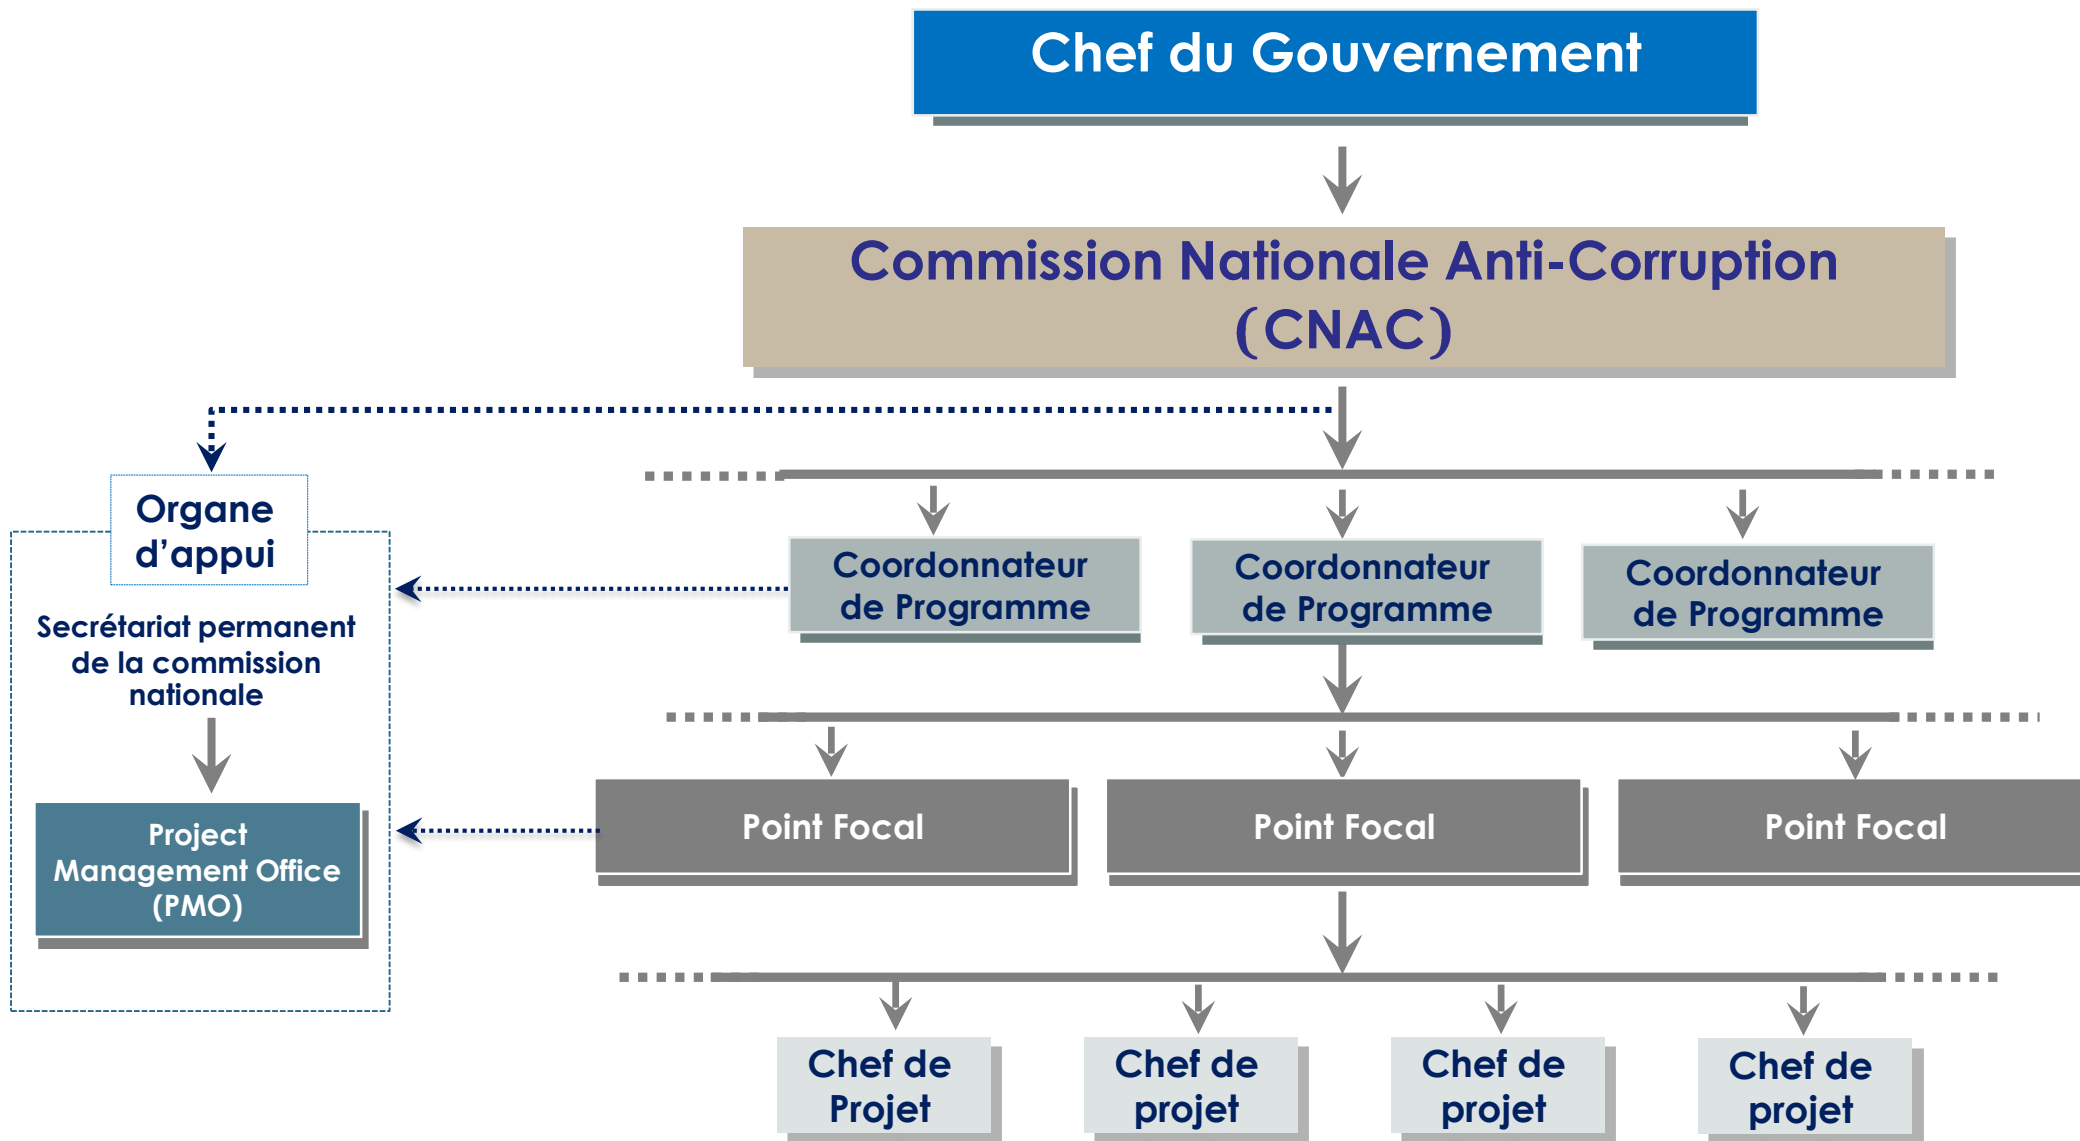 Chef du Gouvernement
Commission Nationale Anti-Corruption
(CNAC)
Organe
d’appui
Secrétariat permanent
de la commission
nationale
Project
Management Office
(PMO)
Coordonnateur
de Programme
Coordonnateur
de Programme
Coordonnateur
de Programme
Point Focal
Point Focal
Point Focal
Chef de
Projet
Chef de
projet
Chef de
projet
Chef de
projet